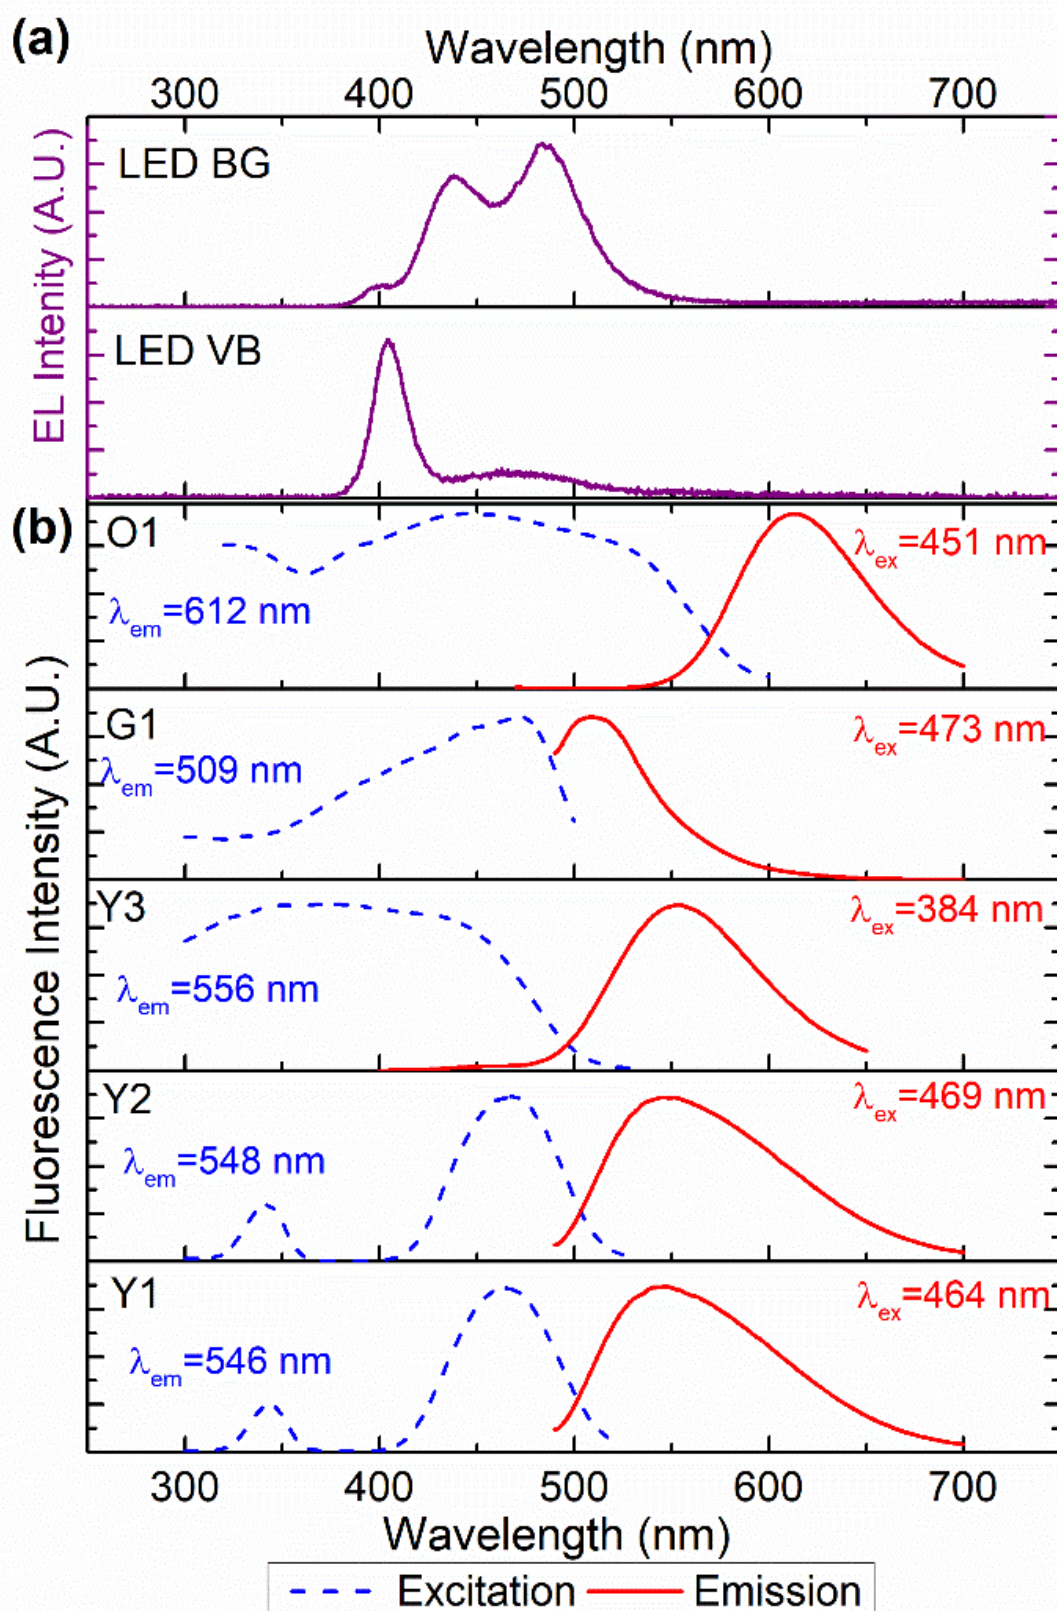 (a)
Wavelength (nm)
300 400 500 600 700
EL Intenity (A.U.)
LED BG
LED VB
(b)
Fluorescence Intensity (A.U.)
O1
λex=451 nm
λem=612 nm
G1
λex=473 nm
λem=509 nm
Y3
λex=384 nm
λem=556 nm
Y2
λex=469 nm
λem=548 nm
Y1
λex=464 nm
λem=546 nm
300 400 500 600 700
Wavelength (nm)
Excitation Emission